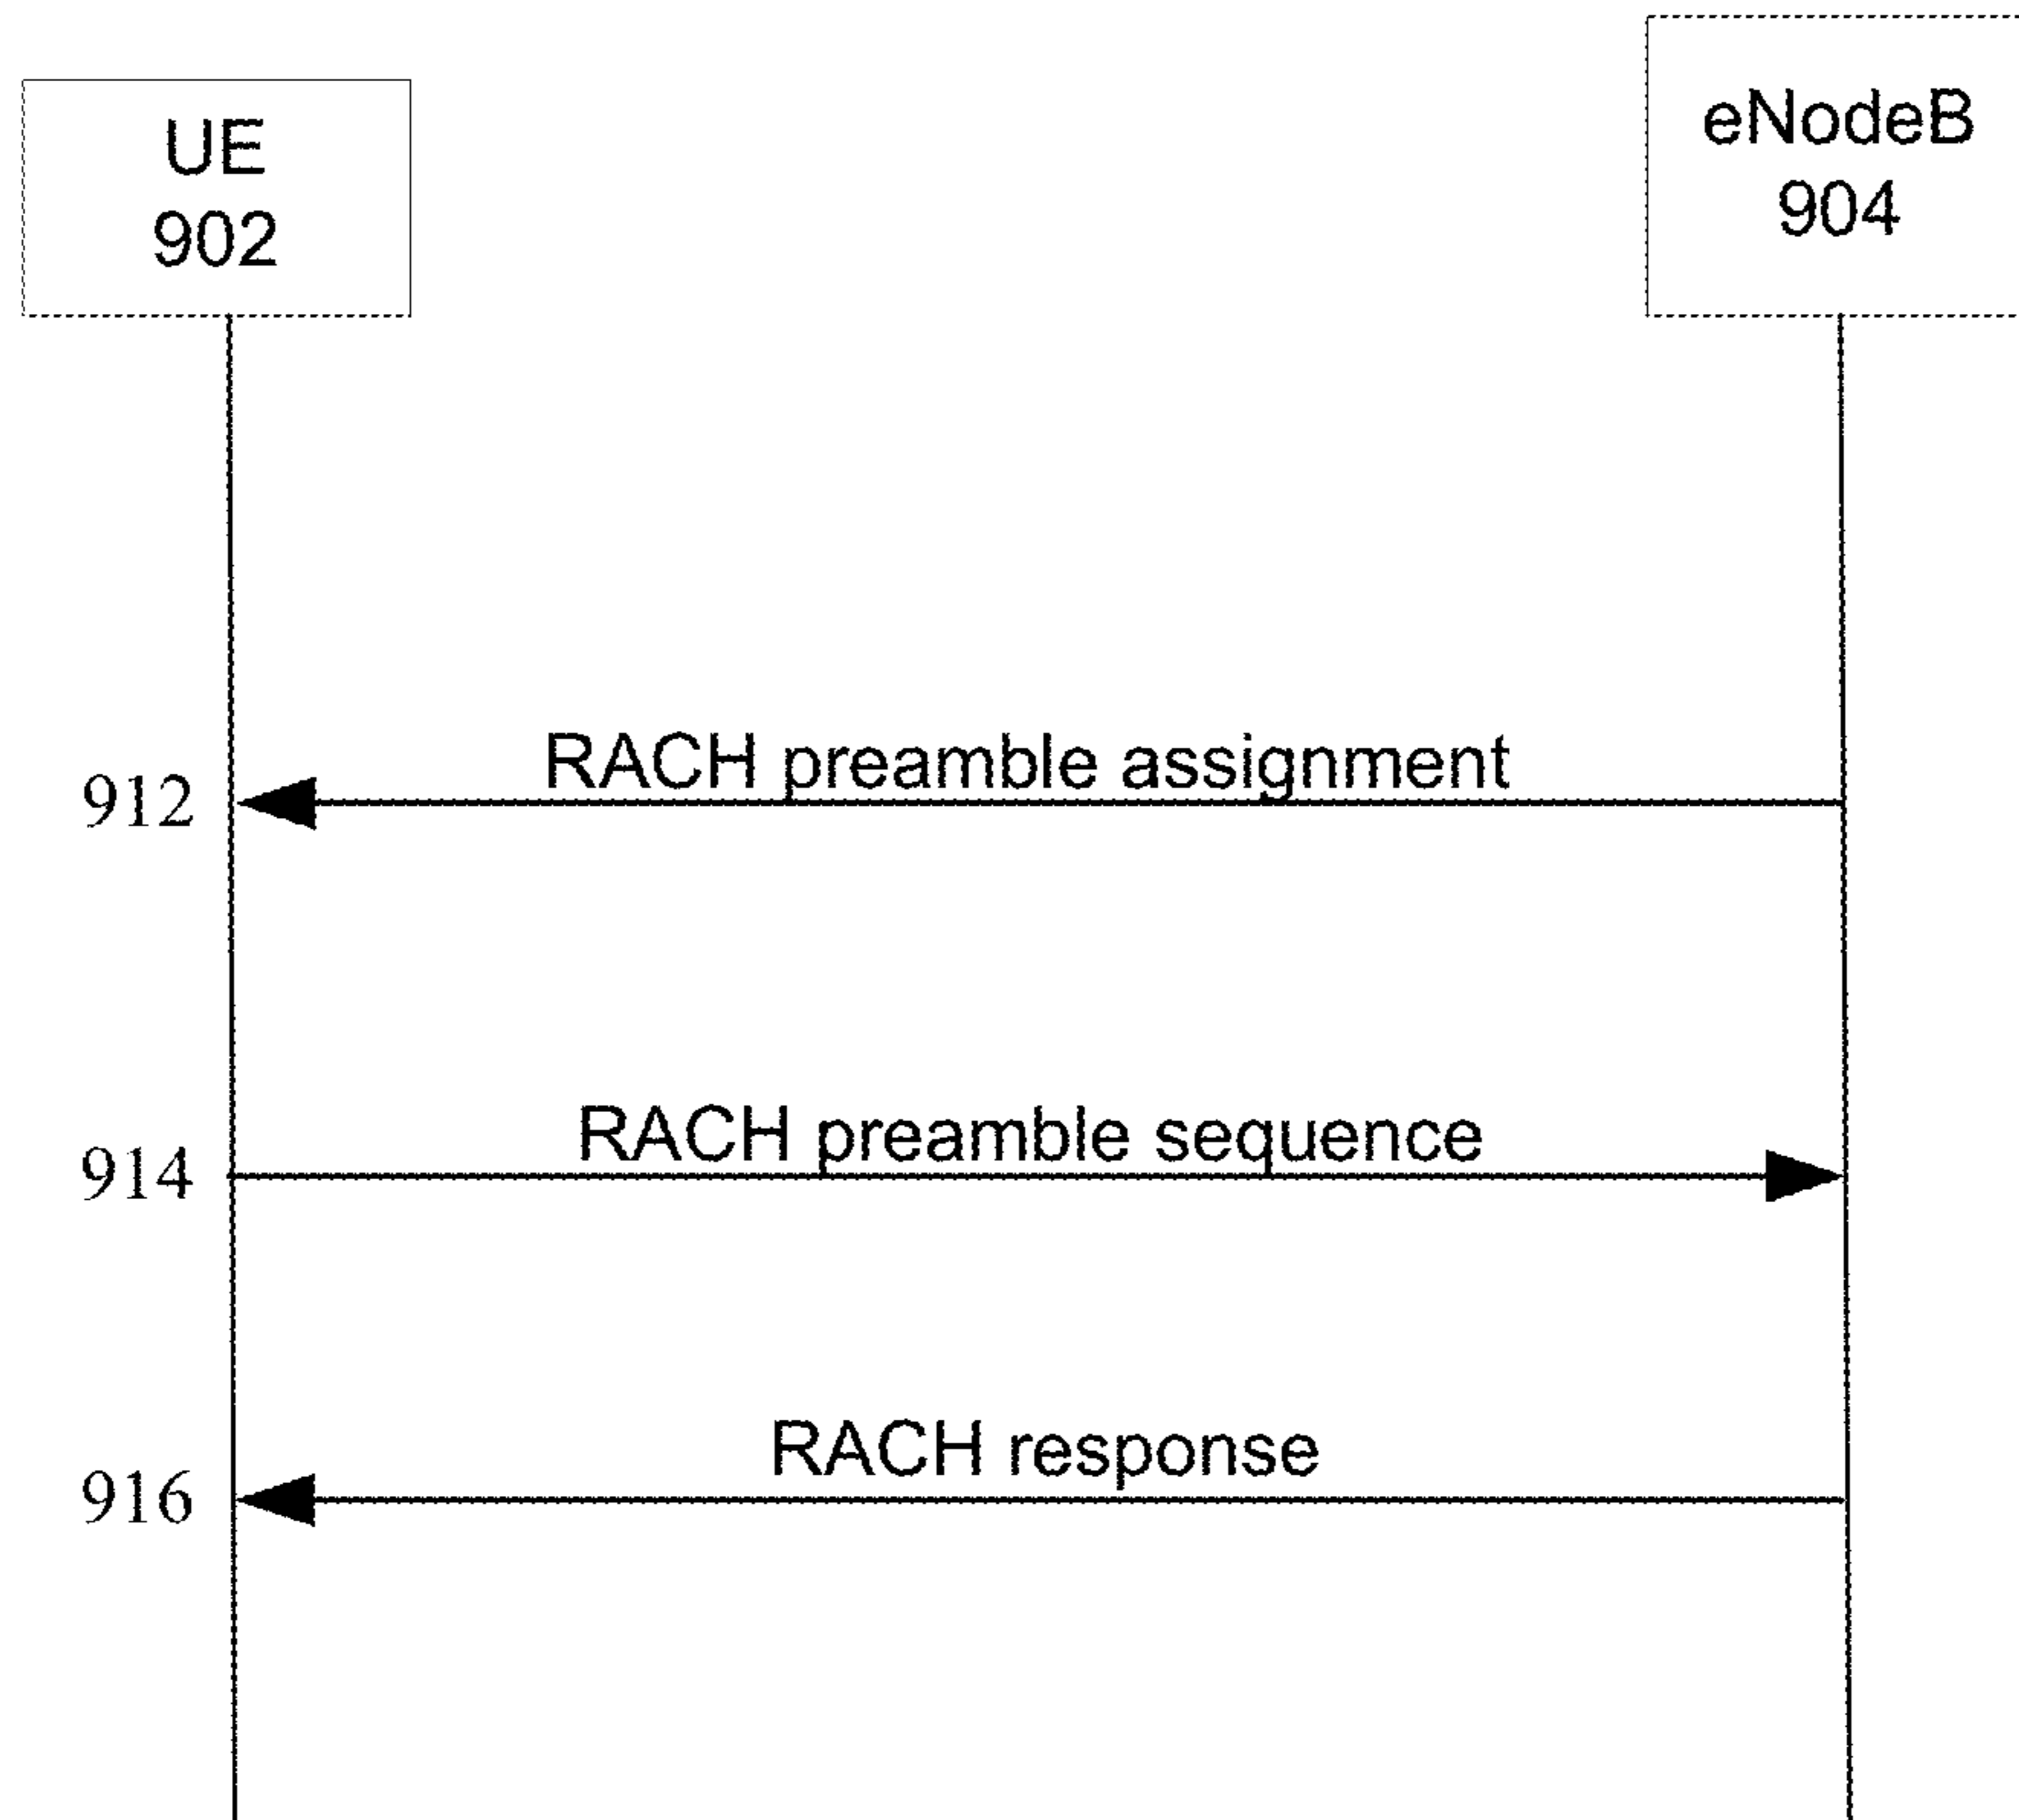 UE
902
eNodeB
904
RACH preamble assignment
912
RACH preamble sequence
914
RACH response
916